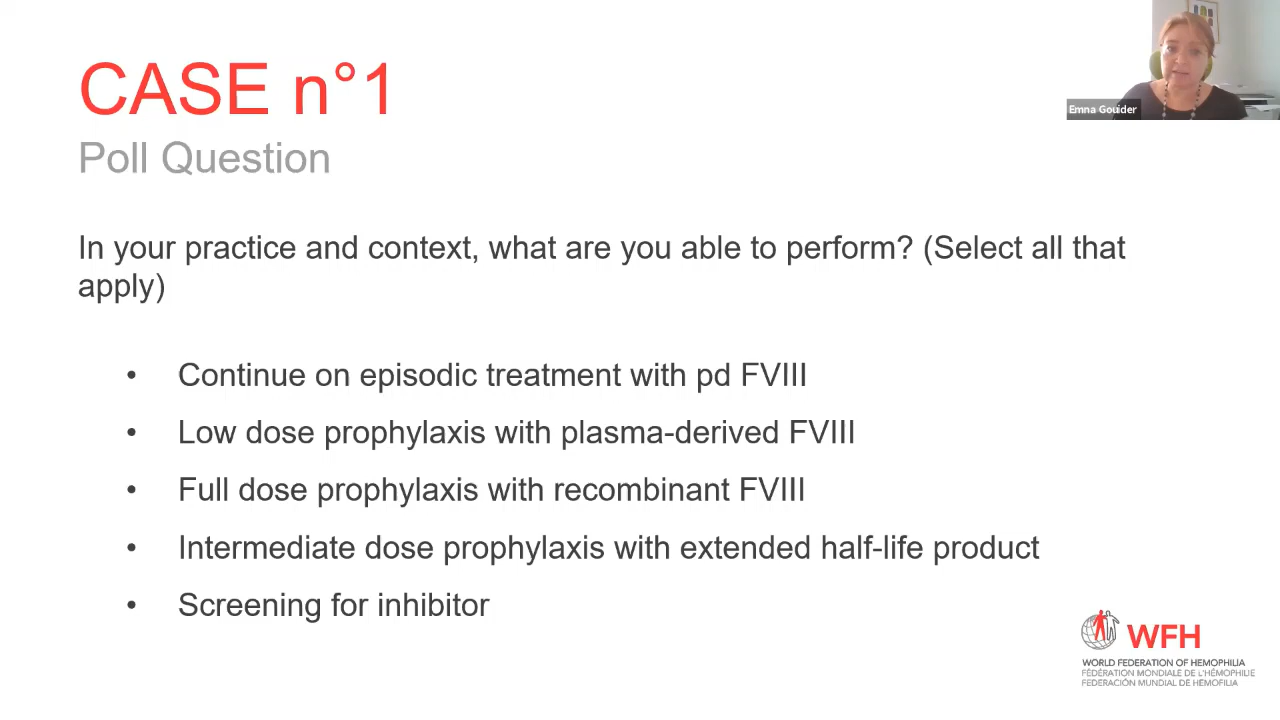 CASE n°1
Poll Question
Emna Gouider
In your practice and context, what are you able to perform? (Select all that
apply)
• Continue on episodic treatment with pd FVIII
• Low dose prophylaxis with plasma-derived FVIII
• Full dose prophylaxis with recombinant FVIII
• Intermediate dose prophylaxis with extended half-life product
• Screening for inhibitor
WFH
WORLD FEDERATION OF HEMOPHILIA
FÉDÉRATION MONDIALE DE L'HÉMOPHILIE
FEDERACIÓN MUNDIAL DE HEMOFILIA